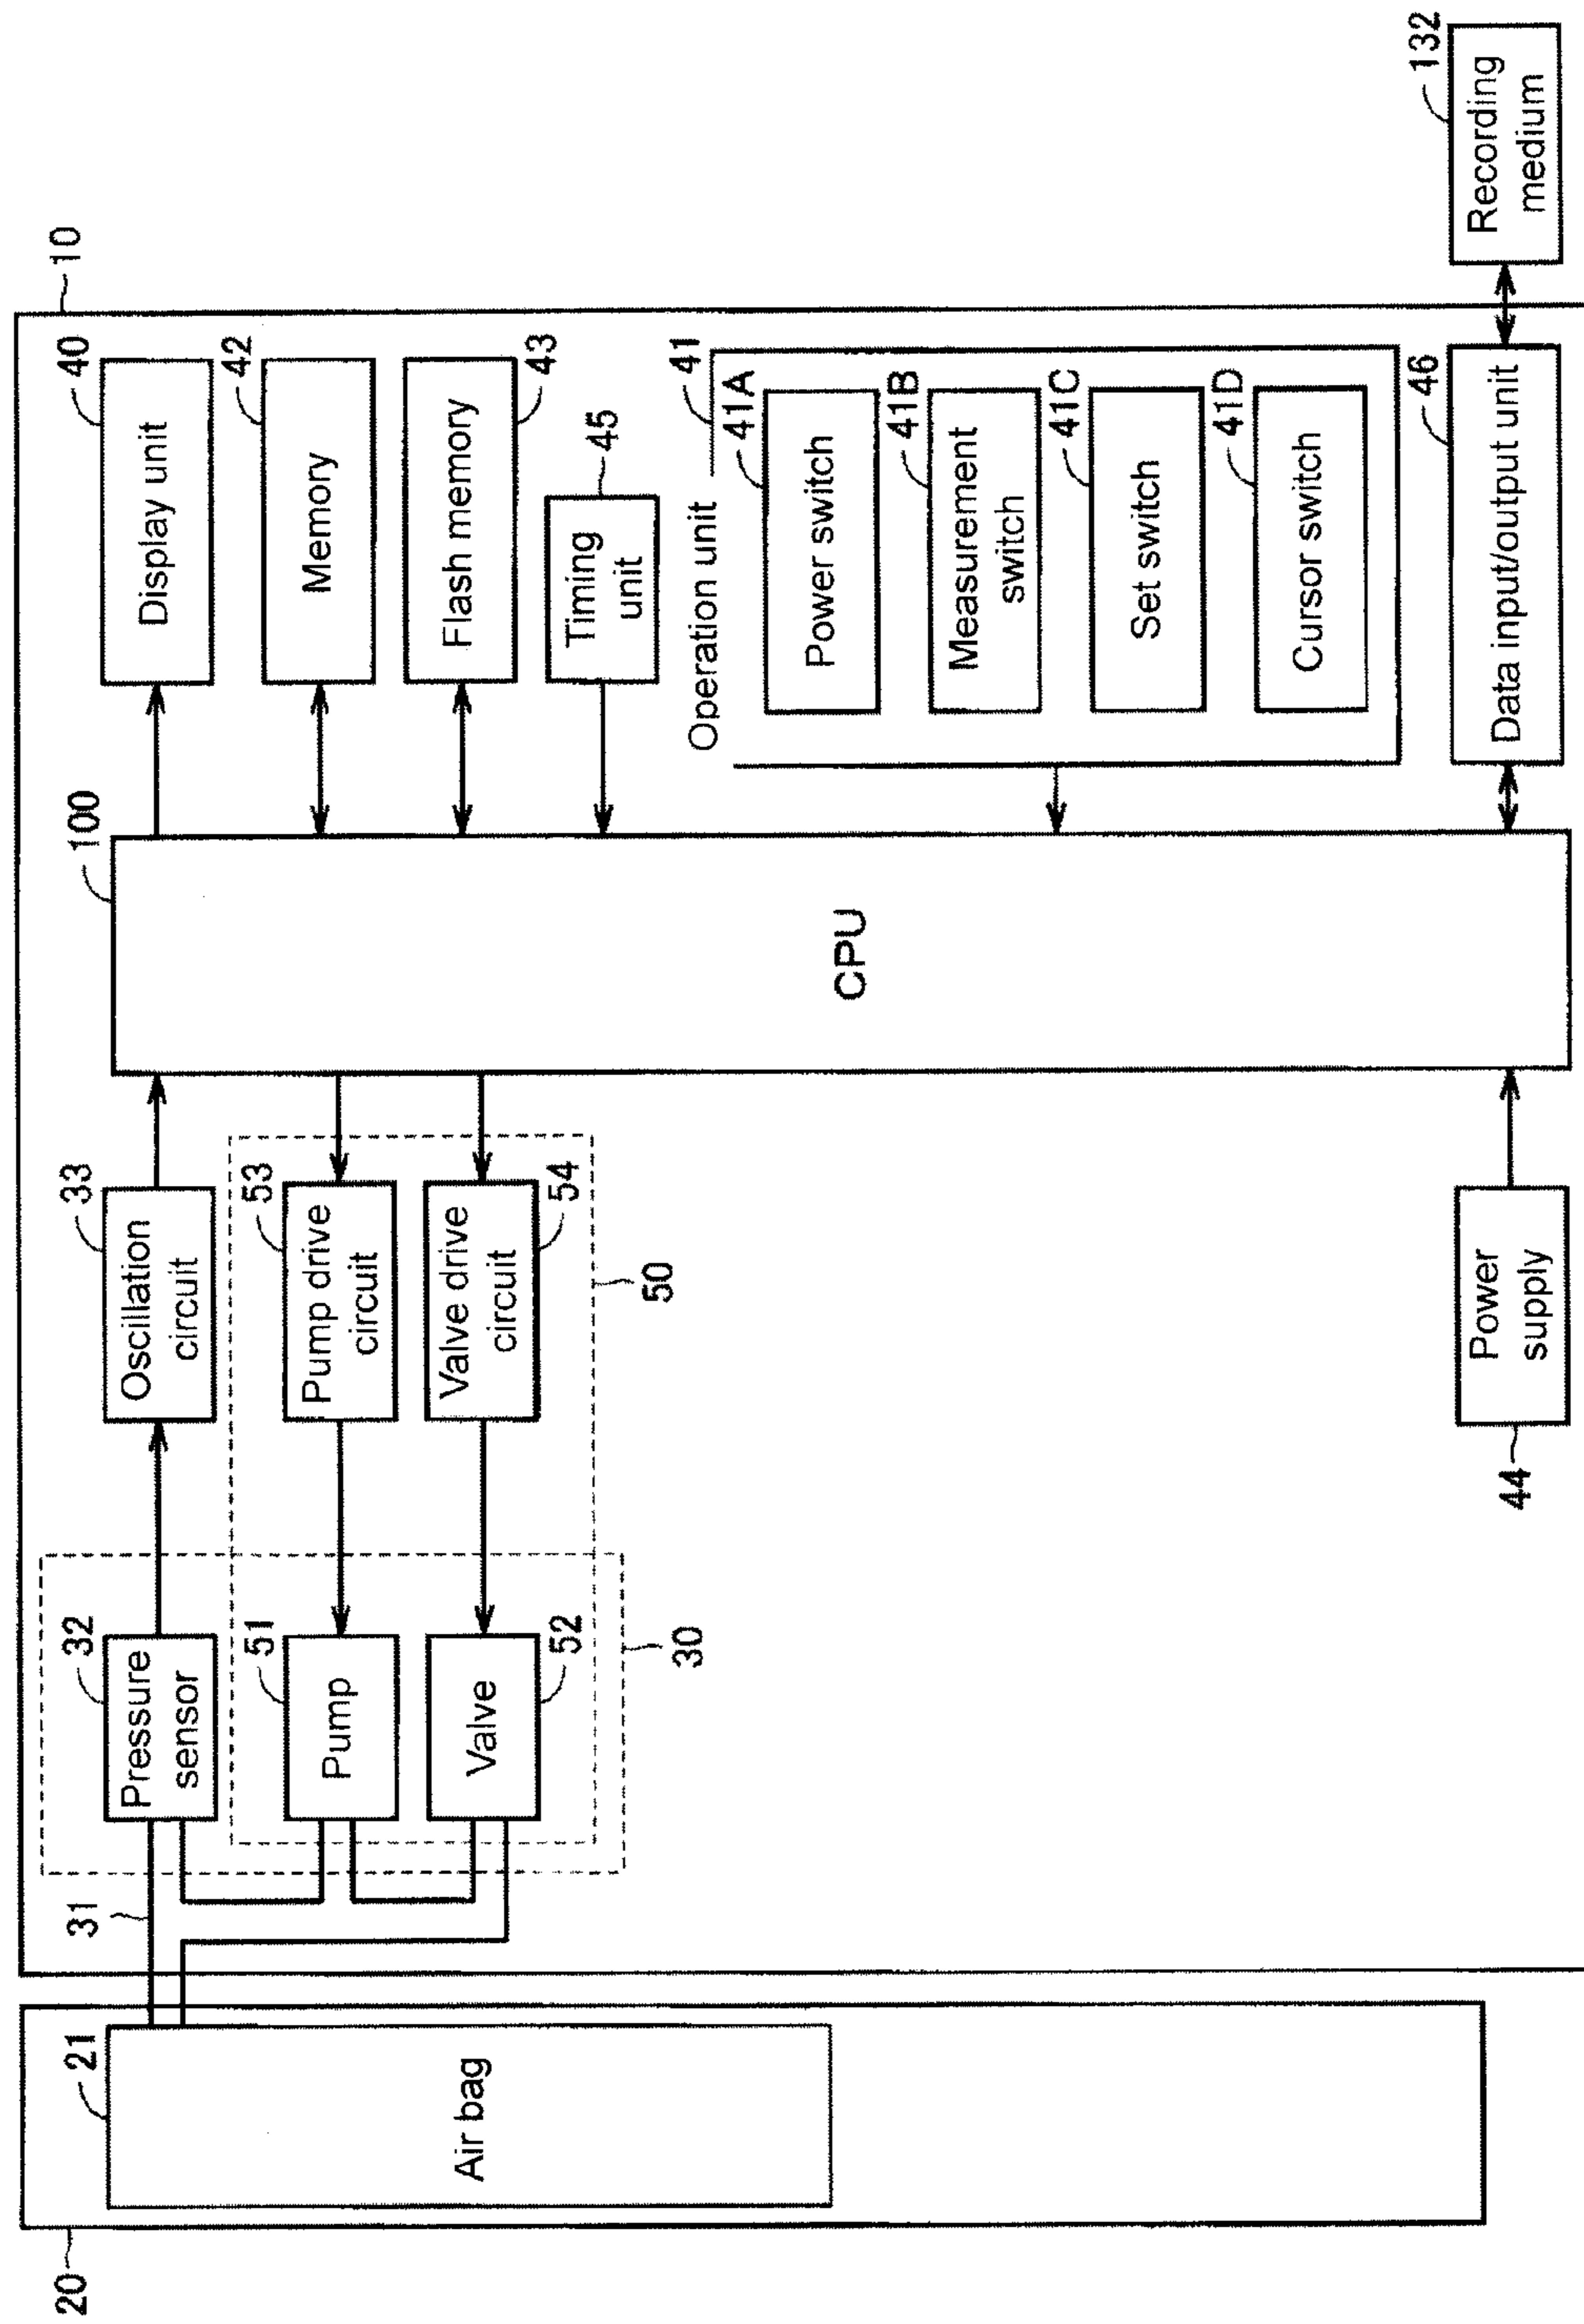 20
21
Air bag
31
10
32
Pressure
sensor
33
Oscillation
circuit
51
Pump
53
Pump drive
circuit
52
Valve
54
Valve drive
circuit
30
50
44
Power
supply
100
CPU
40
Display unit
42
Memory
43
Flash memory
45
Timing
unit
Operation unit
41
41A
Power switch
41B
Measurement
switch
41C
Set switch
41D
Cursor switch
46
Data input/output unit
132
Recording
medium